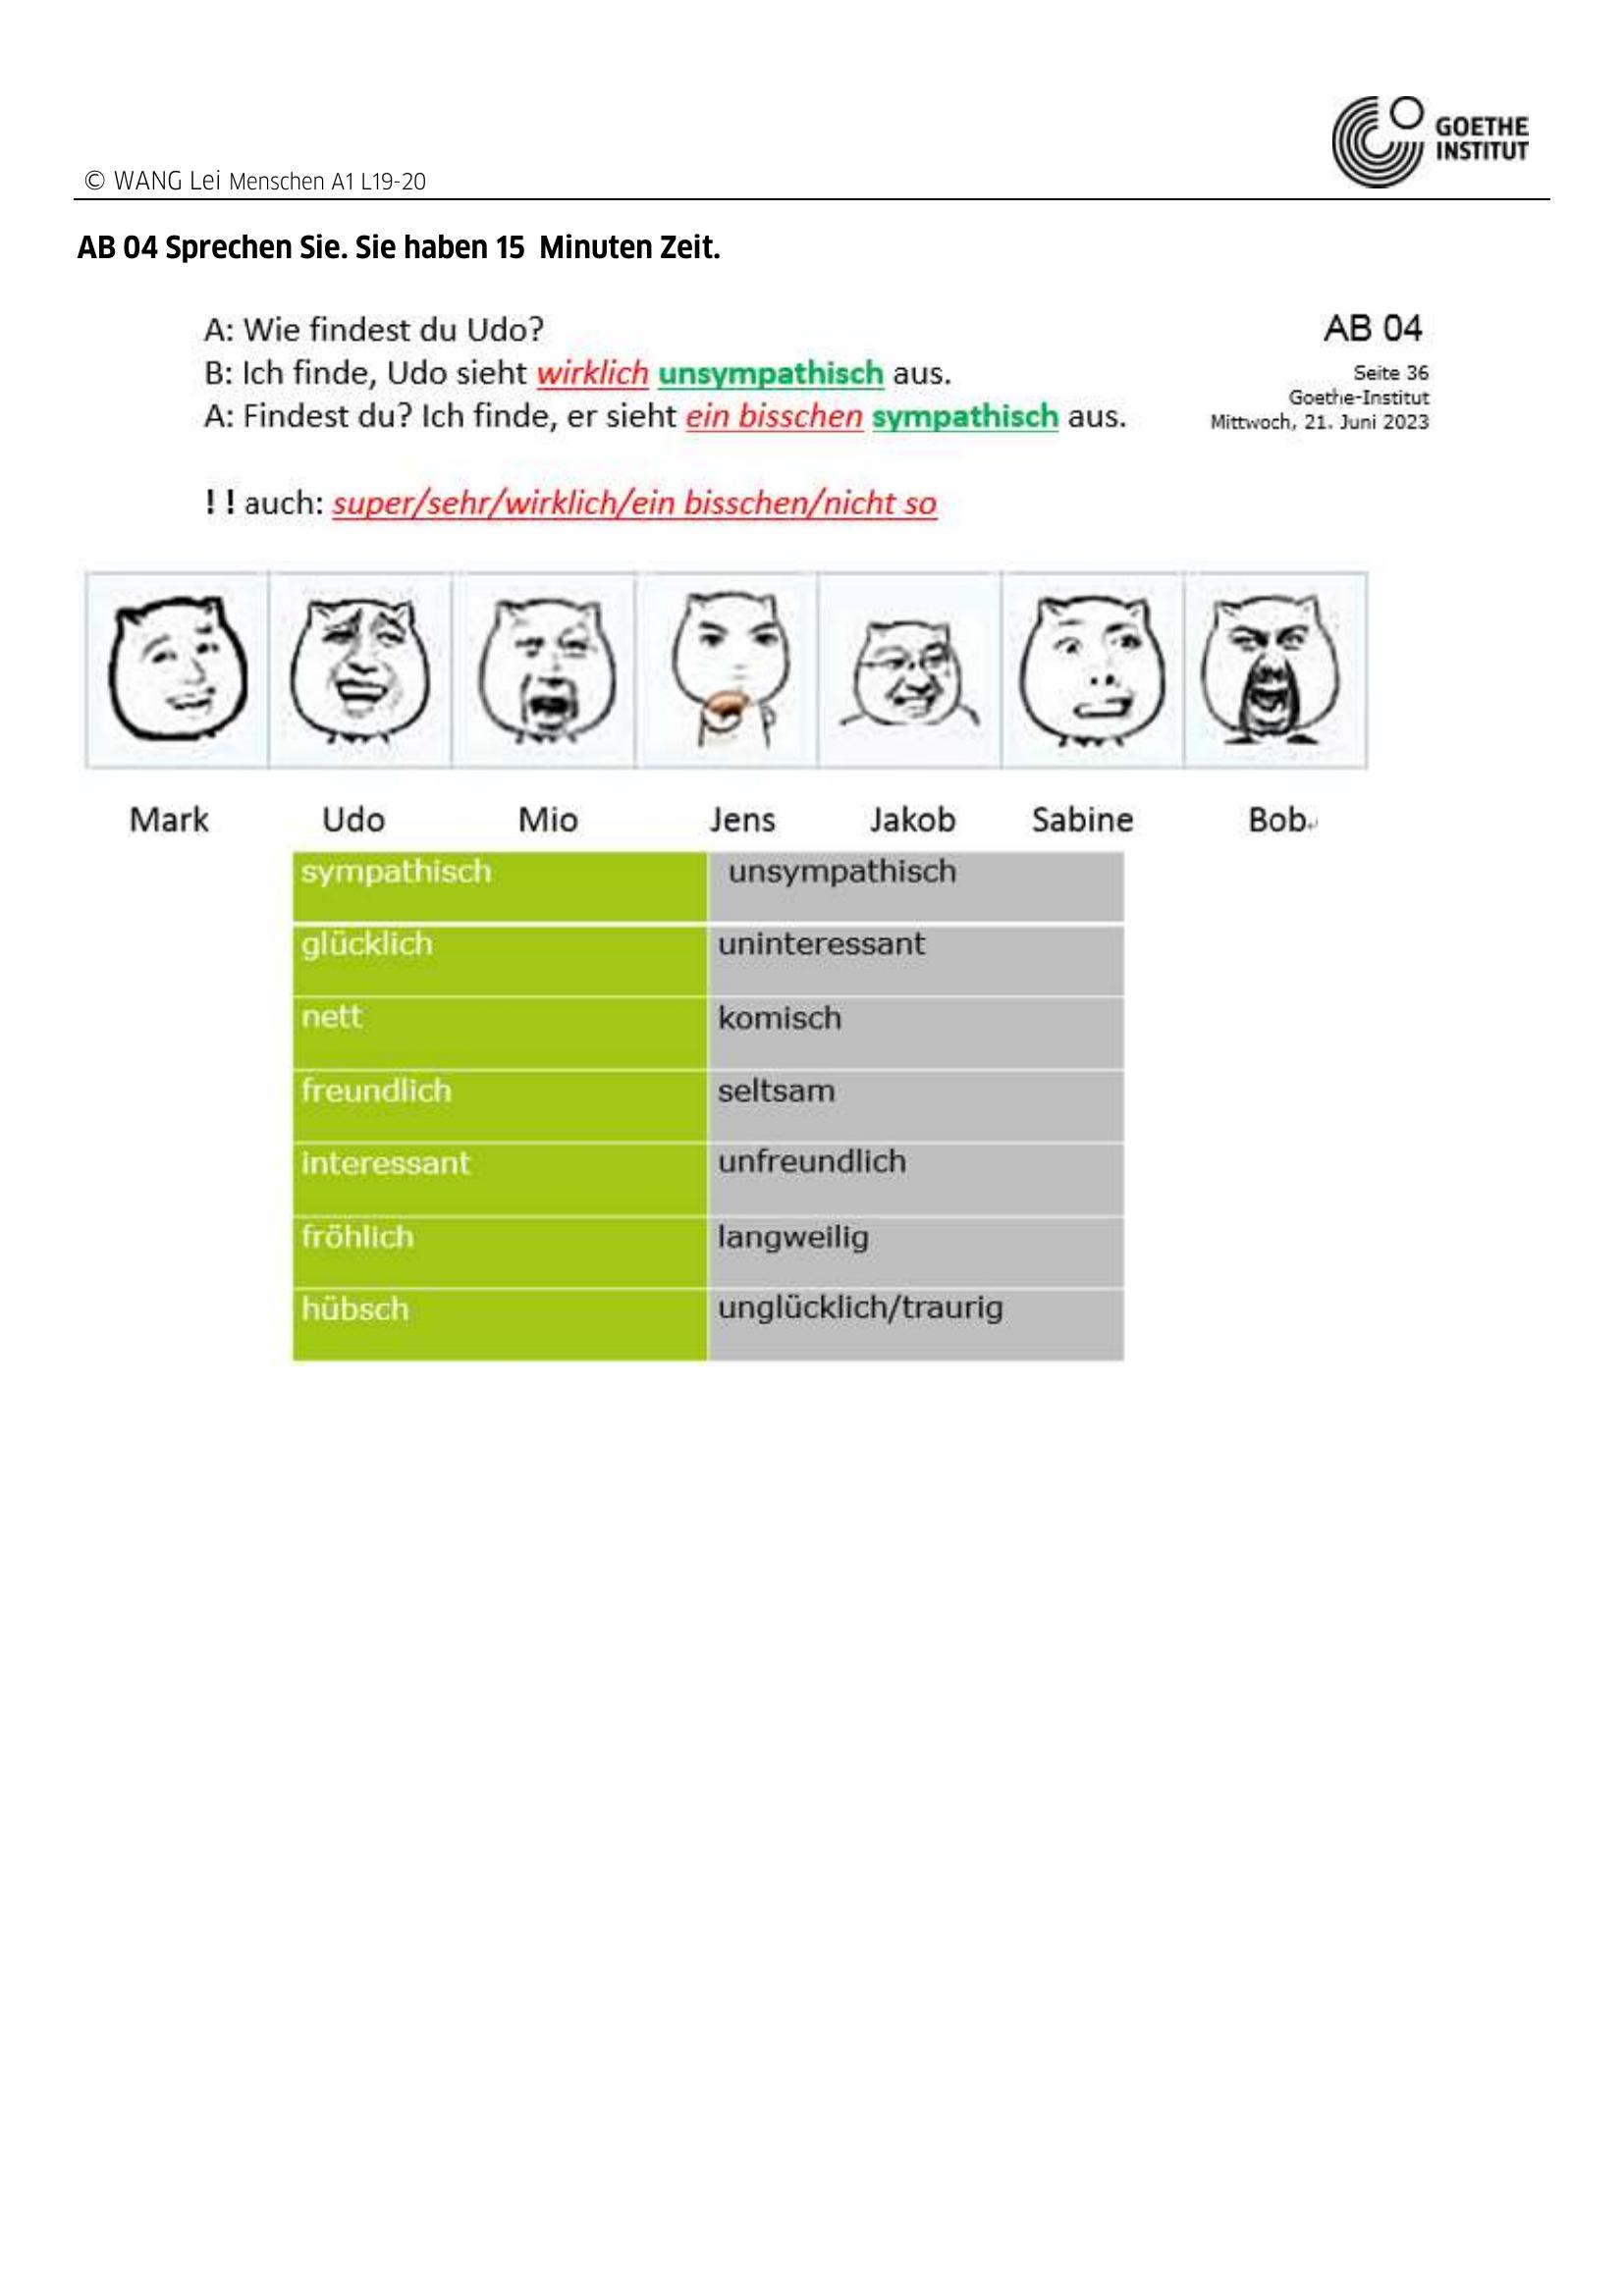 GOETHE
INSTITUT
© WANG Lei Menschen A1 L19-20
AB 04 Sprechen Sie. Sie haben 15 Minuten Zeit.
A: Wie findest du Udo?
B: Ich finde, Udo sieht wirklich unsympathisch aus.
A: Findest du? Ich finde, er sieht ein bisschen sympathisch aus.
AB 04
Seite 36
Goethe-Institut
Mittwoch, 21. Juni 2023
! ! auch: super/sehr/wirklich/ein bisschen/nicht so
Mark Udo Mio Jens Jakob Sabine Bob
sympathisch unsympathisch
glücklich uninteressant
nett komisch
freundlich seltsam
interessant unfreundlich
fröhlich langweilig
hübsch unglücklich/traurig